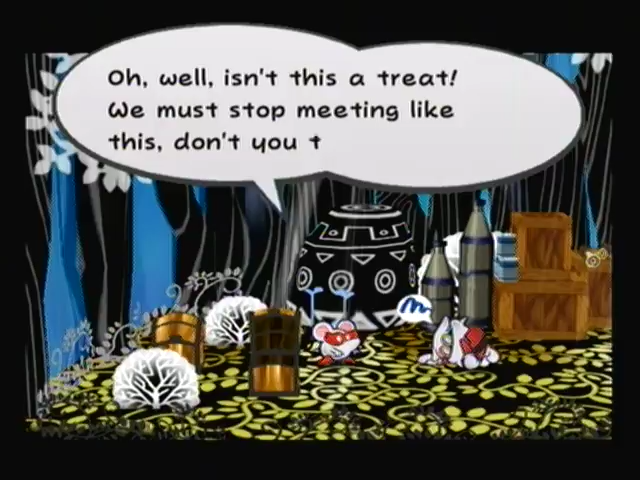 Oh, well, isn't this a treat!
We must stop meeting like
this, don't you t